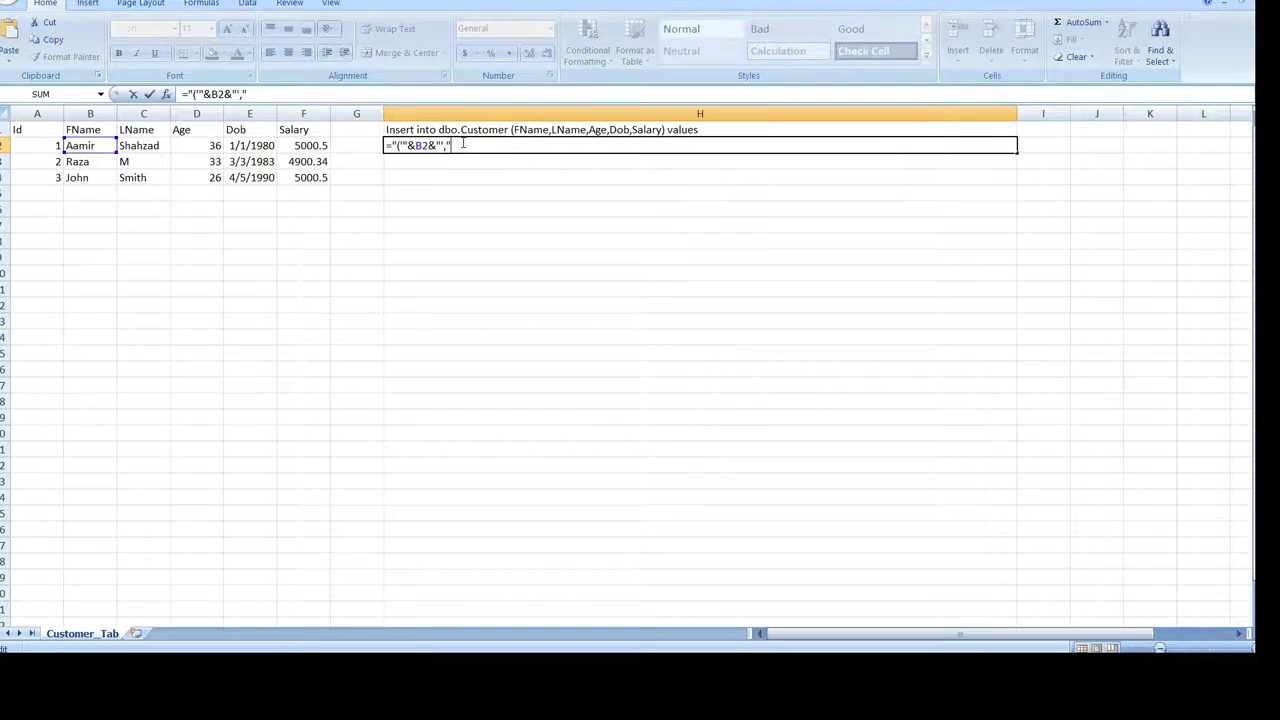 Home Insert Page Layout Formulas Data Review View
Cut
Copy
Paste
Format Painter
Clipboard
11
Font
Wrap Text
Merge & Center
Alignment
General
Number
Conditional Formatting
Format as Table
Normal Bad Good
Neutral Calculation Check Cell
Styles
Insert Delete Format
Cells
AutoSum
Fill
Clear
Sort & Filter
Find & Select
Editing
SUM ="('"&B2&"',"
A B C D E F G H I J K L
Id FName LName Age Dob Salary Insert into dbo.Customer (FName,LName,Age,Dob,Salary) values
1 Aamir Shahzad 36 1/1/1980 5000.5 ="('"&B2&"',"
2 Raza M 33 3/3/1983 4900.34
3 John Smith 26 4/5/1990 5000.5
Customer_Tab